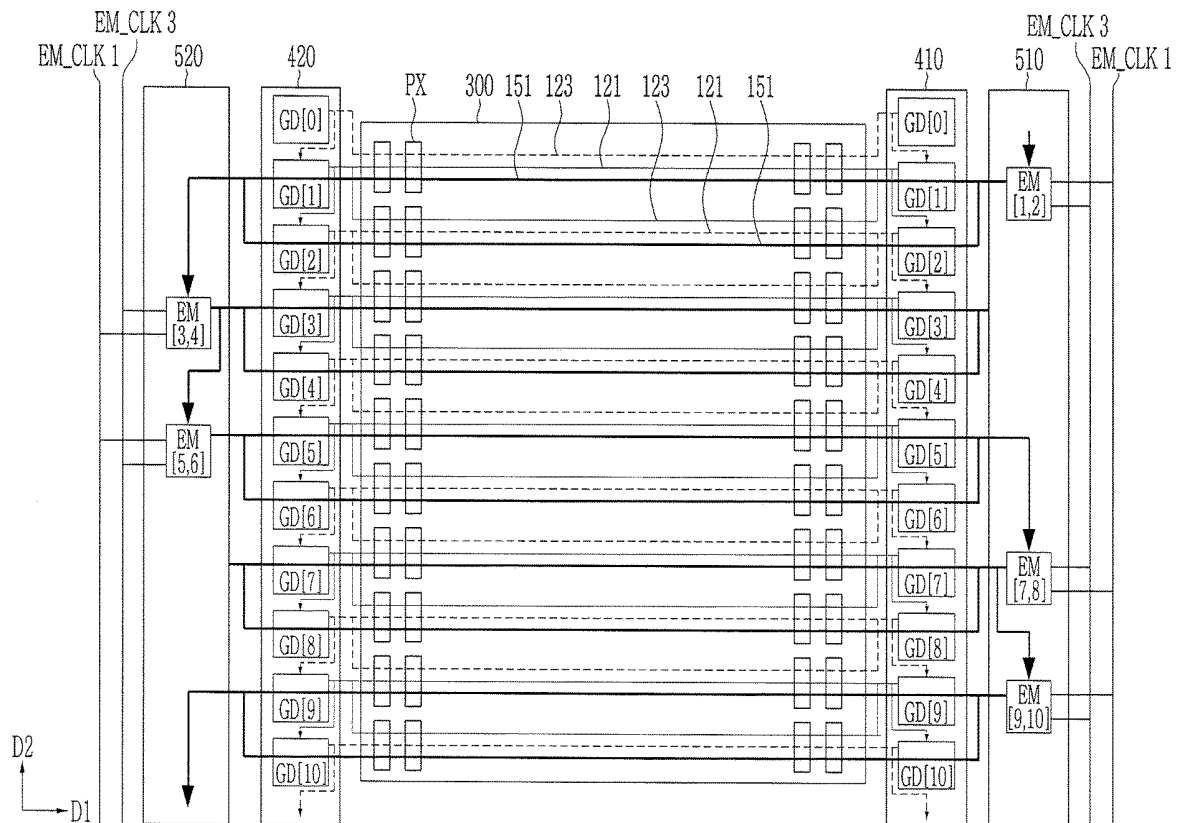 EM_CLK 3
EM_CLK 1
520
420
PX
300
151
123
121
123
121
151
410
EM_CLK 3
510
EM_CLK 1
GD[0]
GD[0]
GD[1]
GD[1]
EM
[1,2]
GD[2]
GD[2]
EM
[3,4]
GD[3]
GD[3]
GD[4]
GD[4]
EM
[5,6]
GD[5]
GD[5]
GD[6]
GD[6]
GD[7]
GD[7]
EM
[7,8]
GD[8]
GD[8]
GD[9]
GD[9]
EM
[9,10]
GD[10]
GD[10]
D2
D1